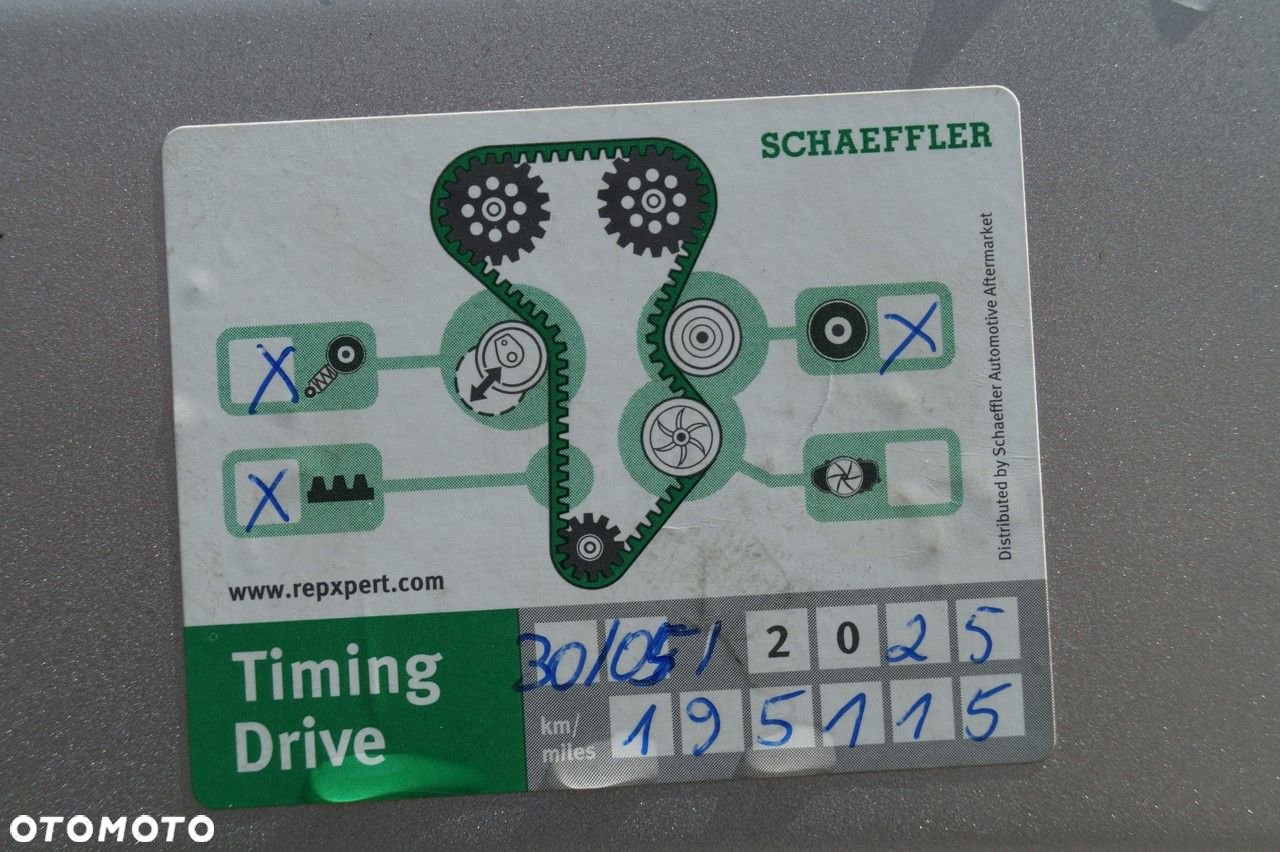 SCHAEFFLER
X
X
X
Distributed by Schaeffler Automotive Aftermarket
www.repxpert.com
Timing
Drive
30/05/ 2025
km/
miles
195115
OTOMOTO